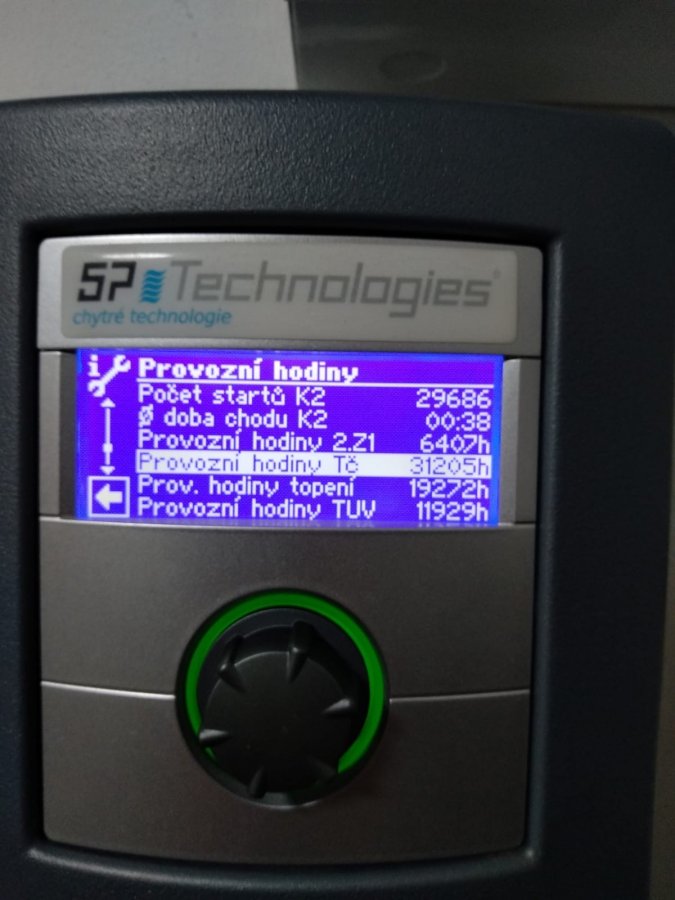 SP Technologies
chytré technologie
i
Provozní hodiny
Počet startů K2 29686
Ø doba chodu K2 00:38
Provozní hodiny 2.Z1 6407h
Provozní hodiny Tč 31205h
Prov. hodiny topení 19272h
Provozní hodiny TUV 11929h